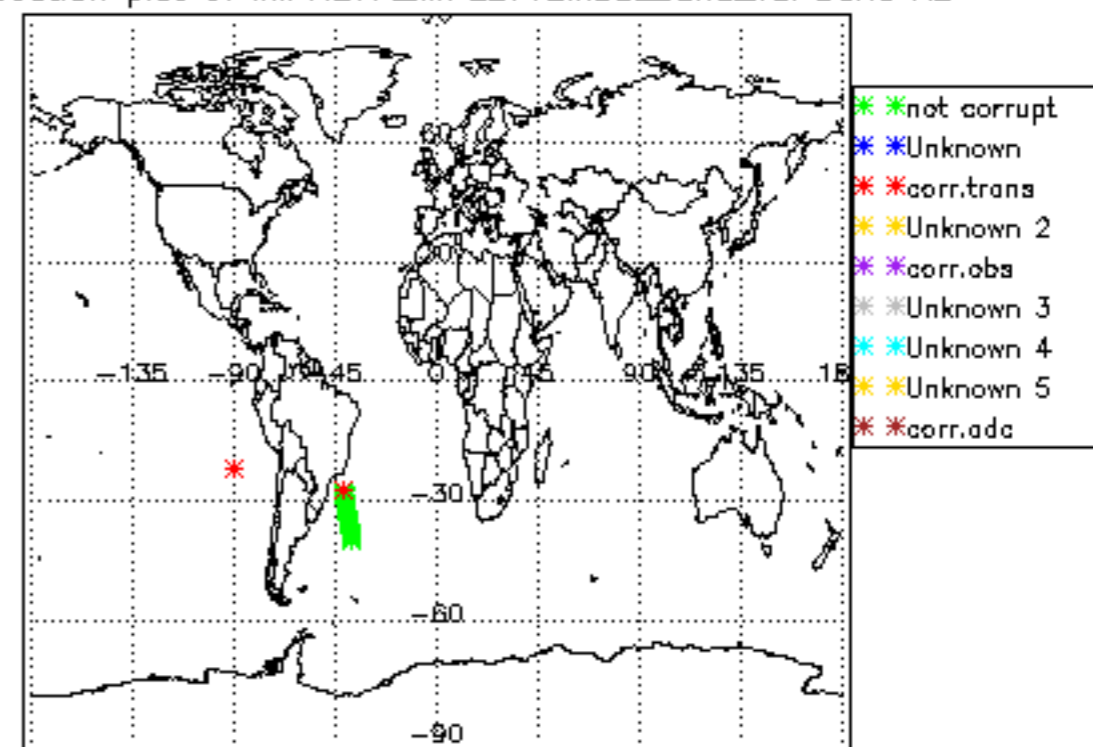 not corrupt
Unknown
corr.trans
Unknown 2
corr.obs
Unknown 3
Unknown 4
Unknown 5
corr.adc
60
-135 -90 45 0 45 90 135
-30
-60
-90